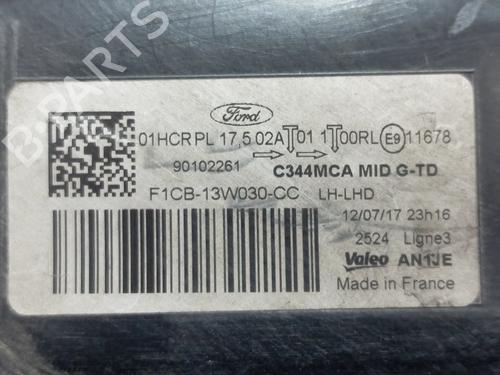 Ford
01HCR PL 17,5 02A 01 1 00RL E9 11678
90102261 C344MCA MID G-TD
F1CB-13W030-CC LH-LHD
12/07/17 23h16
2524 Ligne3
Valeo AN1JE
Made in France
B-PARTS